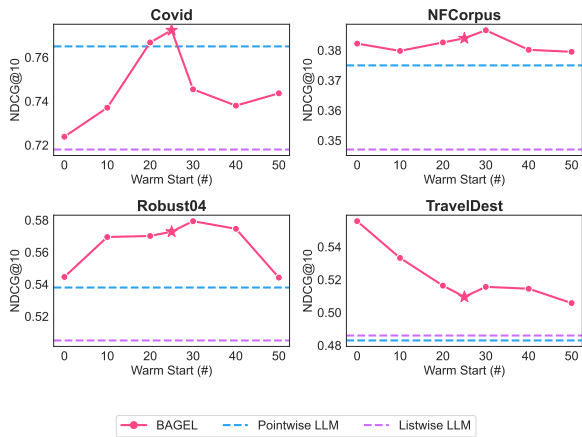 Covid
NDCG@10
0.76
0.74
0.72
0 10 20 30 40 50
Warm Start (#)
NFCorpus
NDCG@10
0.38
0.37
0.36
0.35
0 10 20 30 40 50
Warm Start (#)
Robust04
NDCG@10
0.58
0.56
0.54
0.52
0 10 20 30 40 50
Warm Start (#)
TravelDest
NDCG@10
0.54
0.52
0.50
0.48
0 10 20 30 40 50
Warm Start (#)
BAGEL Pointwise LLM Listwise LLM